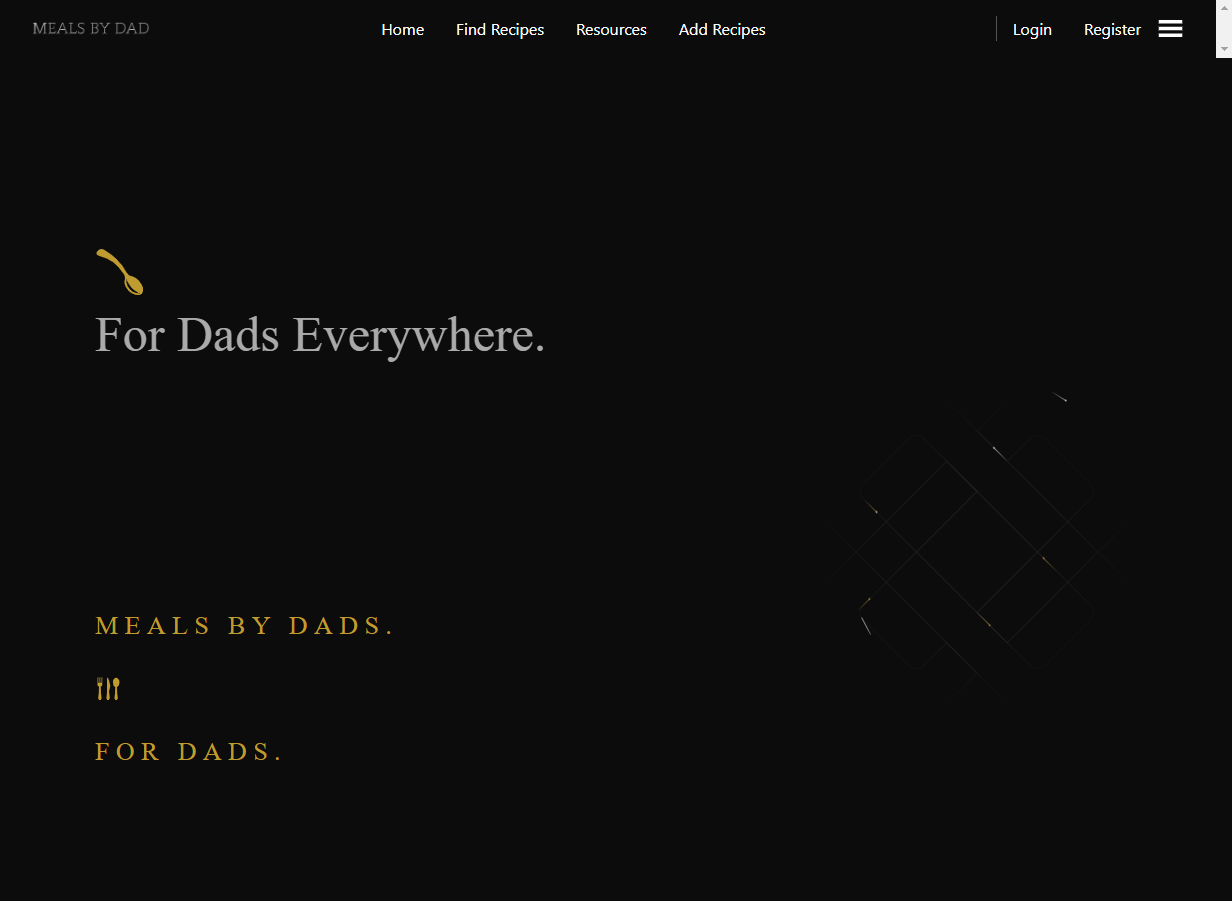 MEALS BY DAD
Home
Find Recipes
Resources
Add Recipes
Login
Register
For Dads Everywhere.
MEALS BY DADS.
FOR DADS.